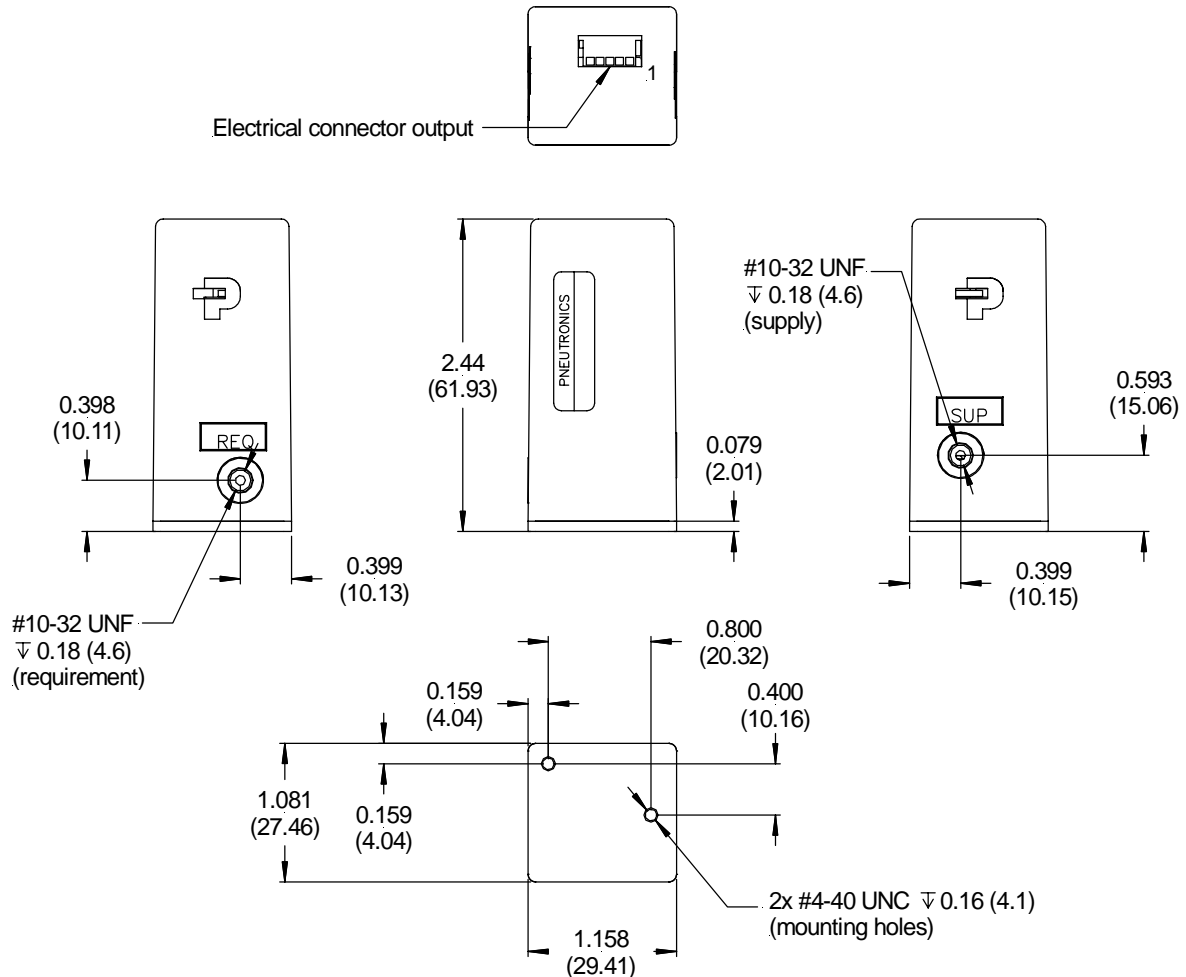 1
Electrical connector output
#10-32 UNF
↧ 0.18 (4.6)
(supply)
PNEUTRONICS
2.44
(61.93)
0.593
(15.06)
0.398
(10.11)
REQ
SUP
0.079
(2.01)
0.399
(10.13)
0.399
(10.15)
#10-32 UNF
↧ 0.18 (4.6)
(requirement)
0.800
(20.32)
0.159
(4.04)
0.400
(10.16)
1.081
(27.46)
0.159
(4.04)
2x #4-40 UNC ↧ 0.16 (4.1)
(mounting holes)
1.158
(29.41)